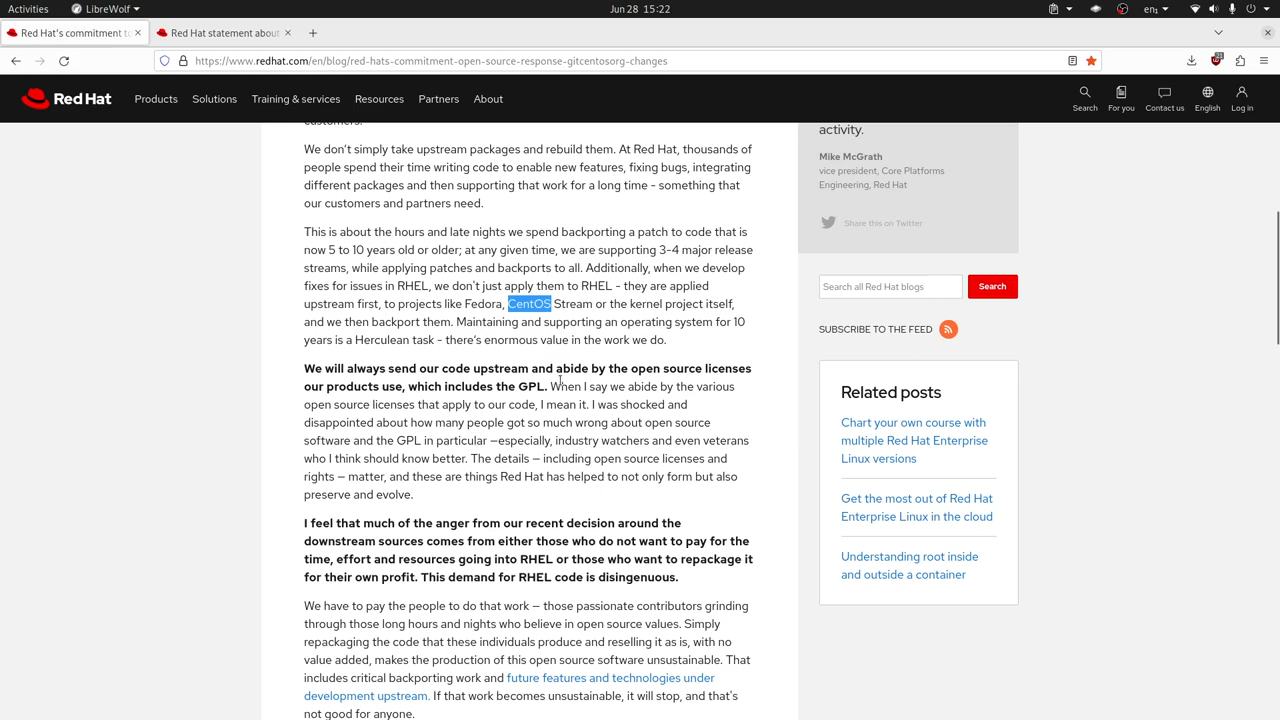 Activities
LibreWolf
Jun 28 15:22
en₁
Red Hat's commitment t
Red Hat statement about
https://www.redhat.com/en/blog/red-hats-commitment-open-source-response-gitcentosorg-changes
Red Hat
Products
Solutions
Training & services
Resources
Partners
About
Search
For you
Contact us
English
Log in
customers.
We don’t simply take upstream packages and rebuild them. At Red Hat, thousands of
people spend their time writing code to enable new features, fixing bugs, integrating
different packages and then supporting that work for a long time - something that
our customers and partners need.
This is about the hours and late nights we spend backporting a patch to code that is
now 5 to 10 years old or older; at any given time, we are supporting 3-4 major release
streams, while applying patches and backports to all. Additionally, when we develop
fixes for issues in RHEL, we don't just apply them to RHEL - they are applied
upstream first, to projects like Fedora, CentOS Stream or the kernel project itself,
and we then backport them. Maintaining and supporting an operating system for 10
years is a Herculean task - there’s enormous value in the work we do.
We will always send our code upstream and abide by the open source licenses
our products use, which includes the GPL. When I say we abide by the various
open source licenses that apply to our code, I mean it. I was shocked and
disappointed about how many people got so much wrong about open source
software and the GPL in particular —especially, industry watchers and even veterans
who I think should know better. The details — including open source licenses and
rights — matter, and these are things Red Hat has helped to not only form but also
preserve and evolve.
I feel that much of the anger from our recent decision around the
downstream sources comes from either those who do not want to pay for the
time, effort and resources going into RHEL or those who want to repackage it
for their own profit. This demand for RHEL code is disingenuous.
We have to pay the people to do that work — those passionate contributors grinding
through those long hours and nights who believe in open source values. Simply
repackaging the code that these individuals produce and reselling it as is, with no
value added, makes the production of this open source software unsustainable. That
includes critical backporting work and future features and technologies under
development upstream. If that work becomes unsustainable, it will stop, and that's
not good for anyone.
activity.
Mike McGrath
vice president, Core Platforms
Engineering, Red Hat
Share this on Twitter
Search all Red Hat blogs
Search
SUBSCRIBE TO THE FEED
Related posts
Chart your own course with
multiple Red Hat Enterprise
Linux versions
Get the most out of Red Hat
Enterprise Linux in the cloud
Understanding root inside
and outside a container